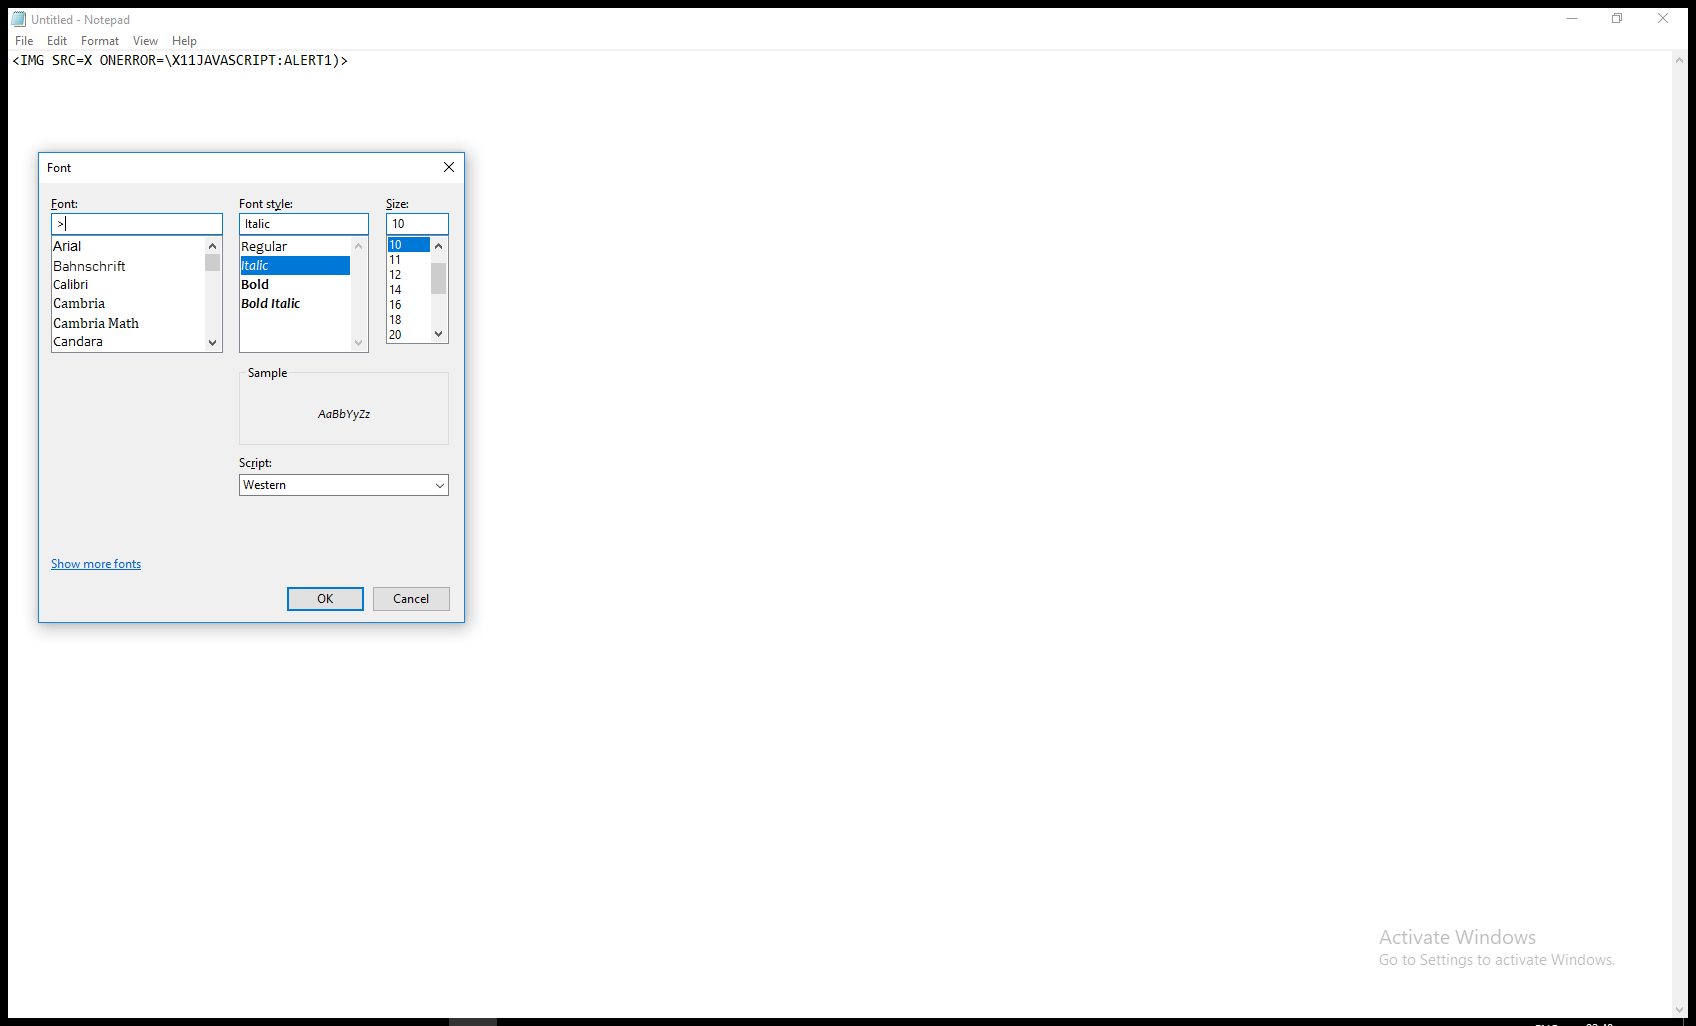 Untitled - Notepad
File Edit Format View Help
<IMG SRC=X ONERROR=\X11JAVASCRIPT:ALERT1)>
Font
Font: Font style: Size:
> Italic 10
Arial Regular 10
Bahnschrift Italic 11
Calibri Bold 12
Cambria Bold Italic 14
Cambria Math 16
Candara 18
20
Sample
AaBbYyZz
Script:
Western
Show more fonts
OK Cancel
Activate Windows
Go to Settings to activate Windows.